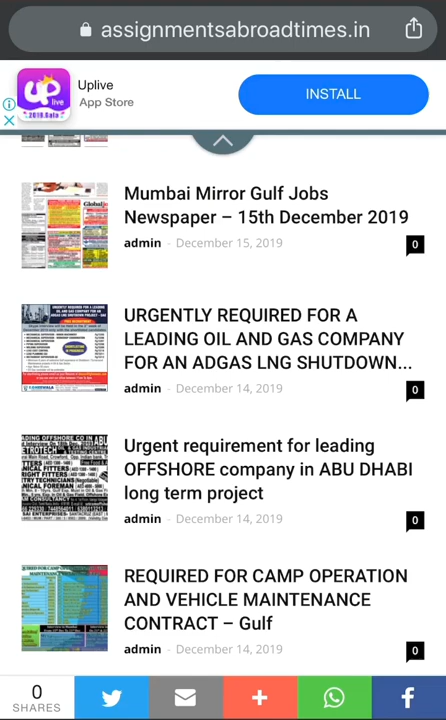 assignmentsabroadtimes.in
Uplive
App Store
INSTALL
Mumbai Mirror Gulf Jobs
Newspaper – 15th December 2019
admin - December 15, 2019
0
URGENTLY REQUIRED FOR A
LEADING OIL AND GAS COMPANY
FOR AN ADGAS LNG SHUTDOWN...
admin - December 14, 2019
0
Urgent requirement for leading
OFFSHORE company in ABU DHABI
long term project
admin - December 14, 2019
0
REQUIRED FOR CAMP OPERATION
AND VEHICLE MAINTENANCE
CONTRACT – Gulf
admin - December 14, 2019
0
0
SHARES